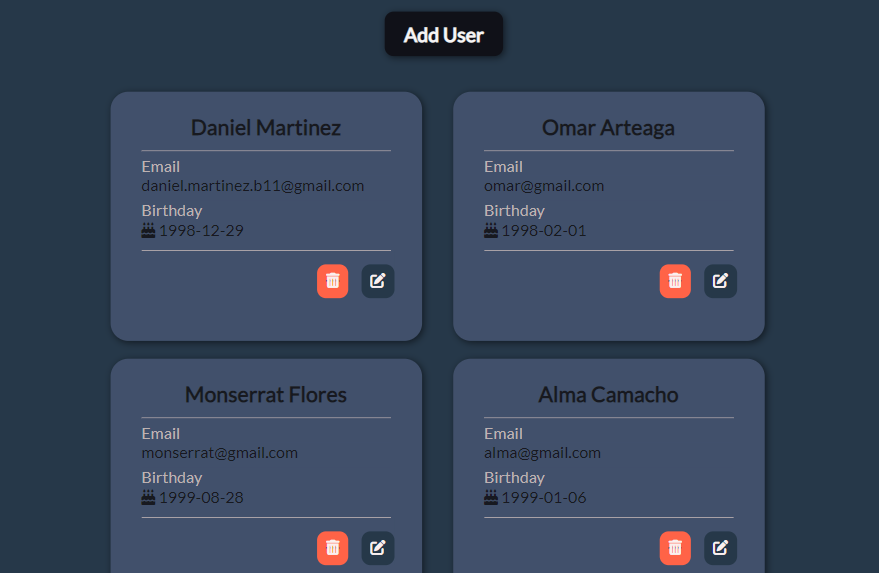 Add User
Daniel Martinez
Email
daniel.martinez.b11@gmail.com
Birthday
1998-12-29
Omar Arteaga
Email
omar@gmail.com
Birthday
1998-02-01
Monserrat Flores
Email
monserrat@gmail.com
Birthday
1999-08-28
Alma Camacho
Email
alma@gmail.com
Birthday
1999-01-06